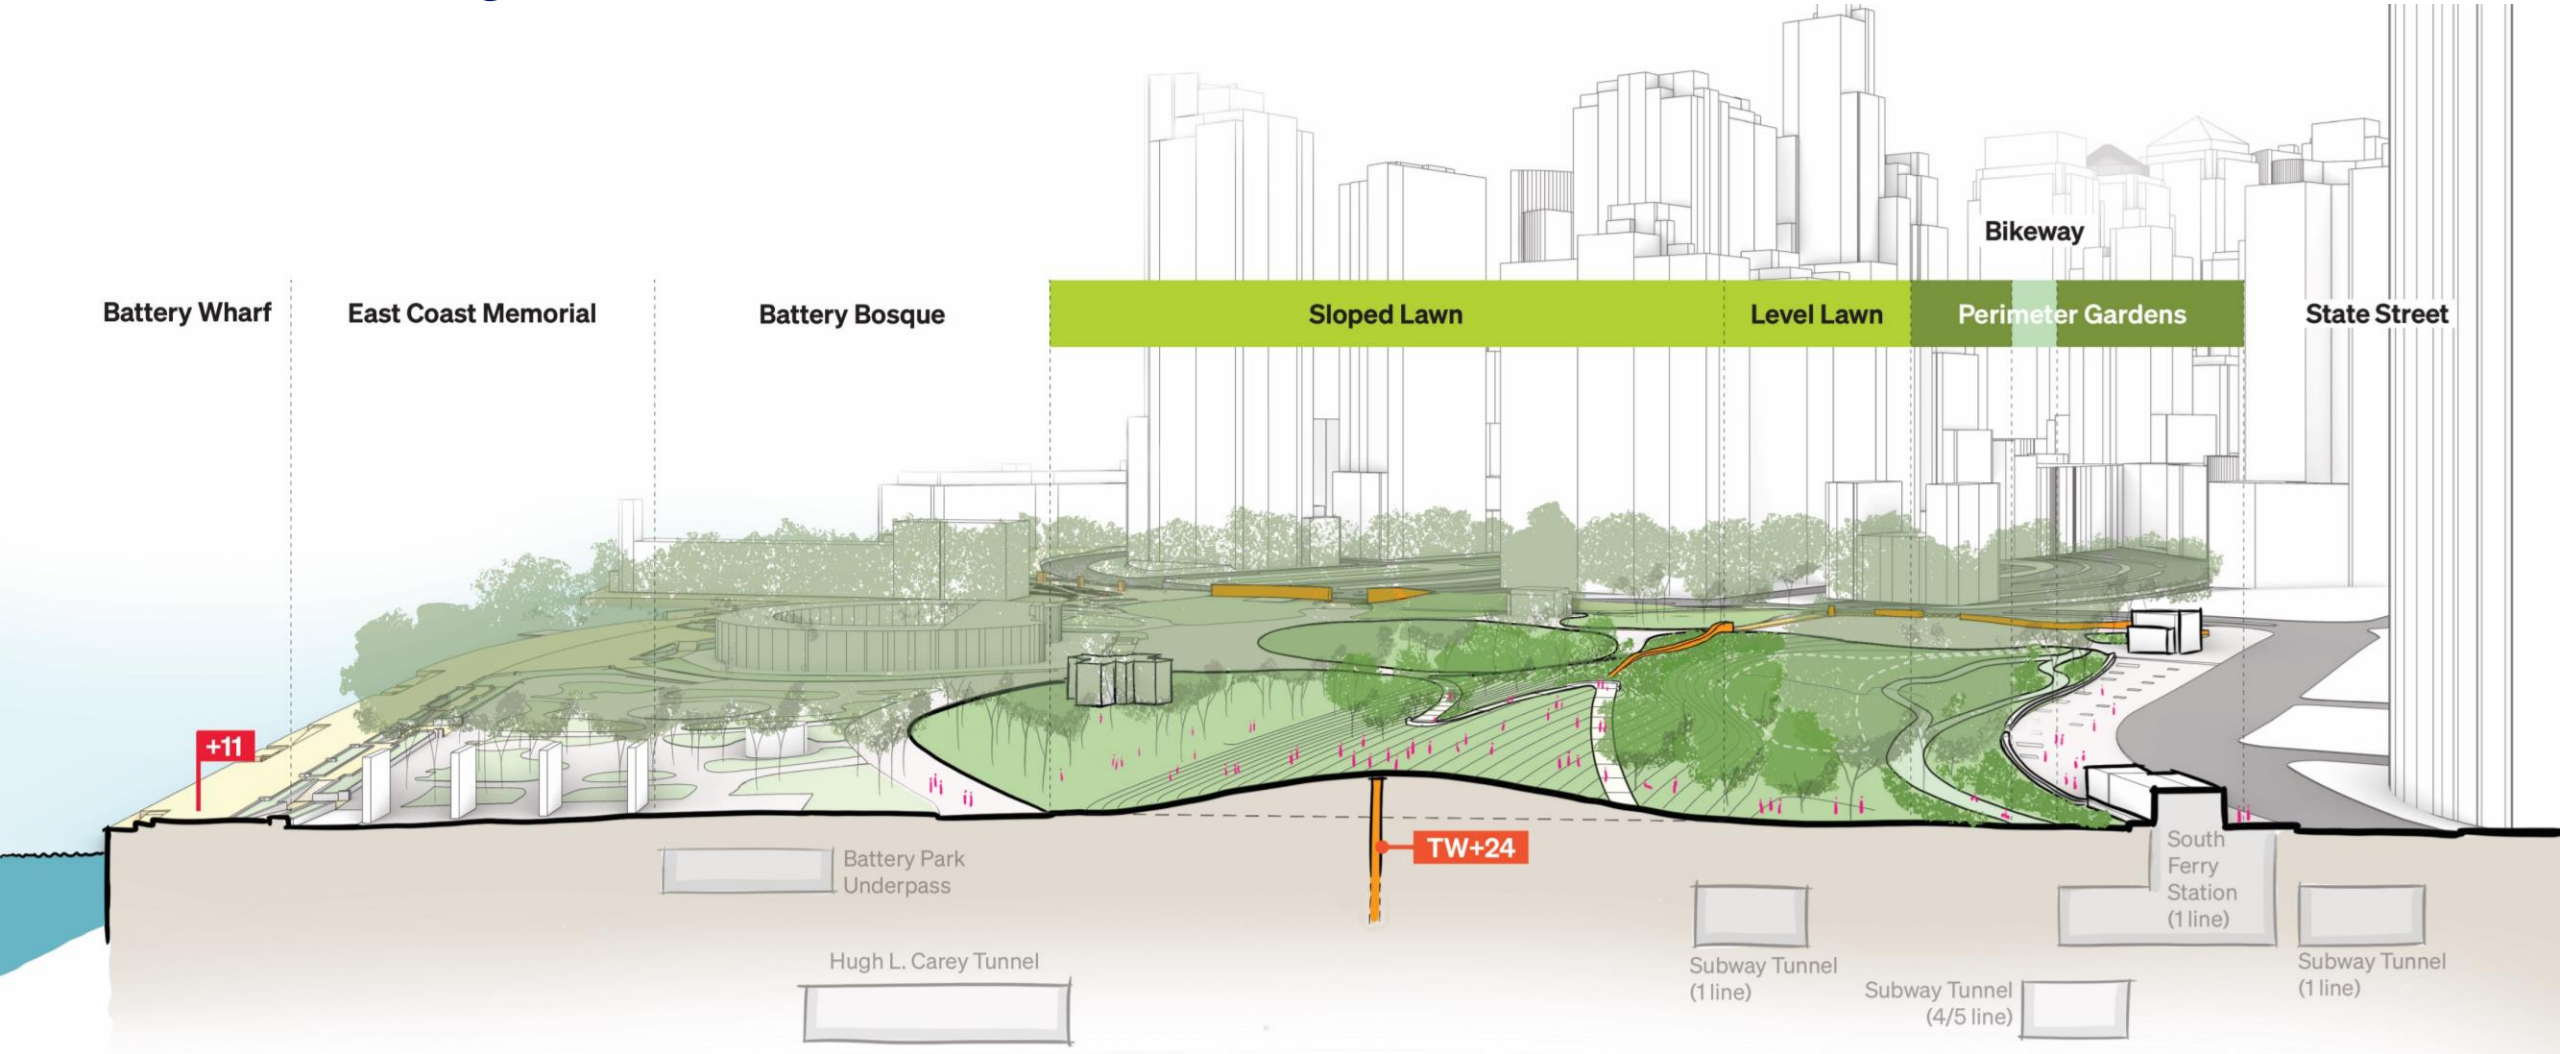 Bikeway
Battery Wharf
East Coast Memorial
Battery Bosque
Sloped Lawn
Level Lawn
Perimeter Gardens
State Street
+11
TW+24
Battery Park
Underpass
Hugh L. Carey Tunnel
Subway Tunnel
(1 line)
Subway Tunnel
(4/5 line)
South
Ferry
Station
(1 line)
Subway Tunnel
(1 line)